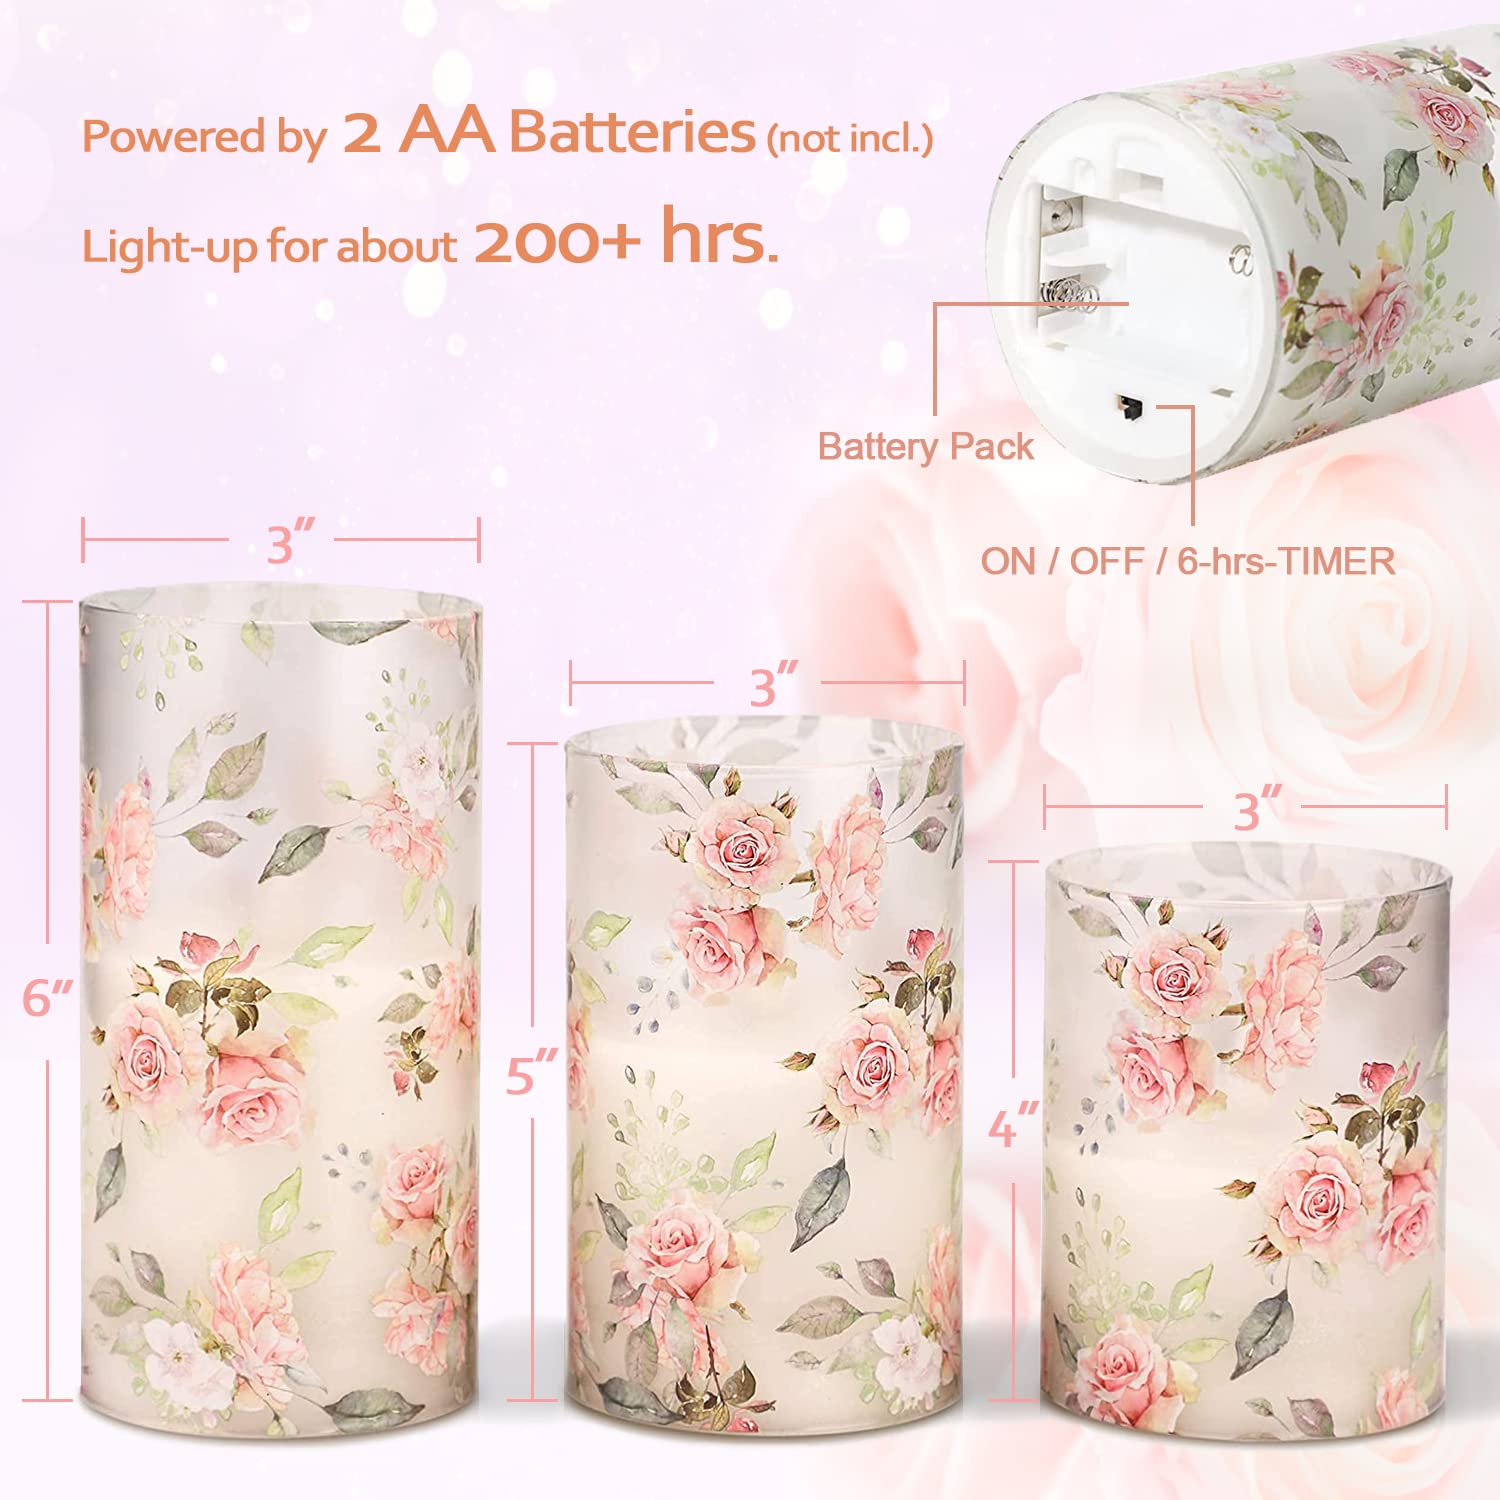 Powered by 2 AA Batteries (not incl.)
Light-up for about 200+ hrs.
Battery Pack
ON / OFF / 6-hrs-TIMER
3”
3”
3”
6”
5”
4”